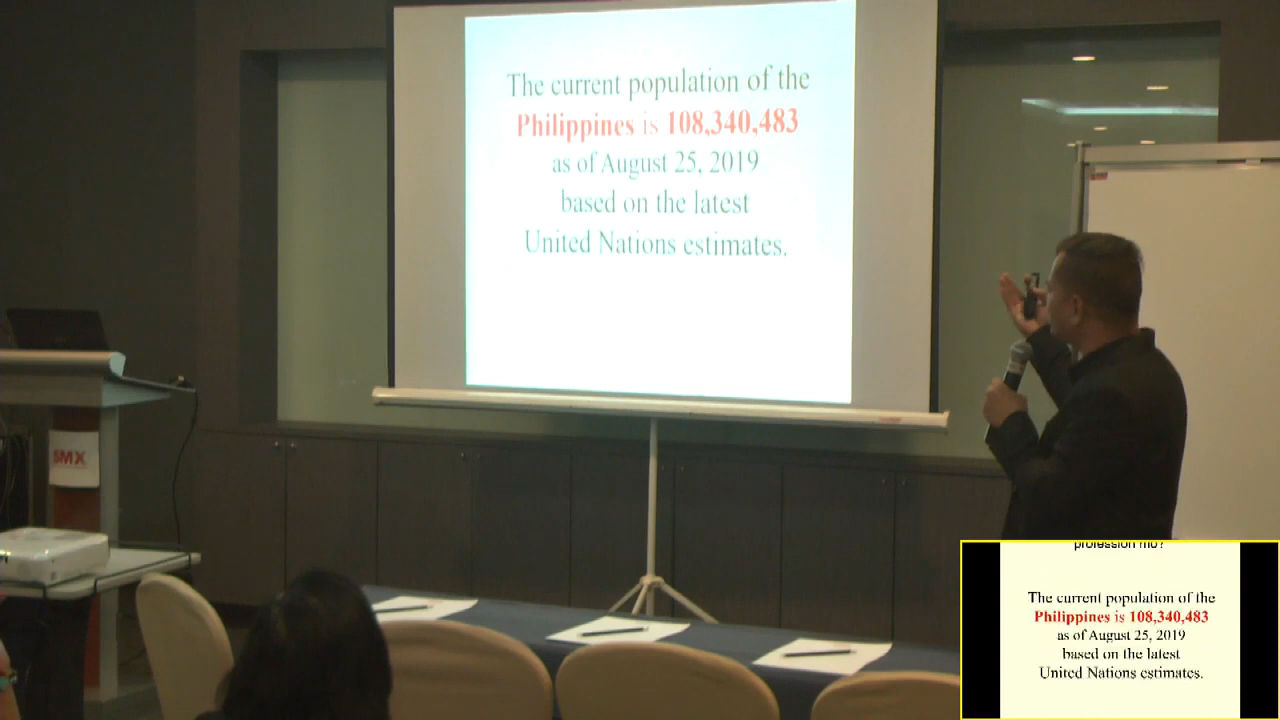 The current population of the
Philippines is 108,340,483
as of August 25, 2019
based on the latest
United Nations estimates.
SMX
profession mo?
The current population of the
Philippines is 108,340,483
as of August 25, 2019
based on the latest
United Nations estimates.